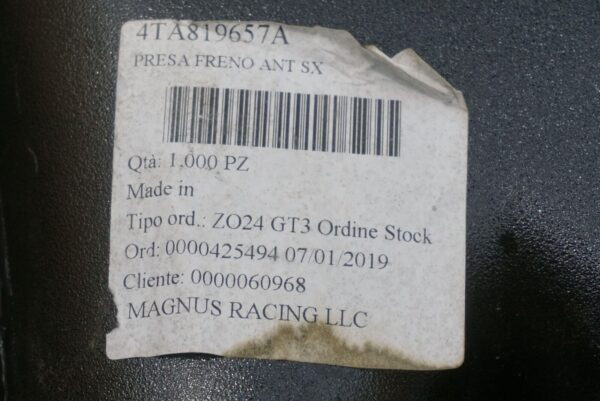 4TA819657A
PRESA FRENO ANT SX
Qtà: 1,000 PZ
Made in
Tipo ord.: ZO24 GT3 Ordine Stock
Ord: 0000425494 07/01/2019
Cliente: 0000060968
MAGNUS RACING LLC